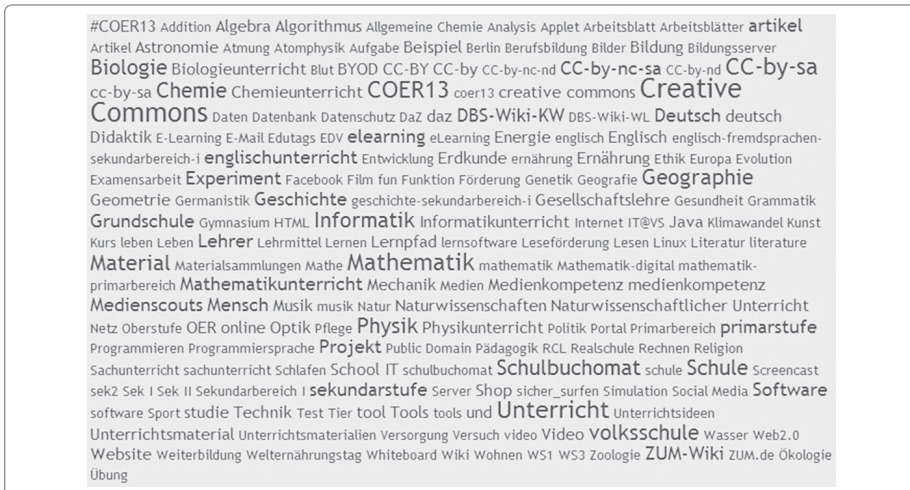 #COER13 Addition Algebra Algorithmus Allgemeine Chemie Analysis Applet Arbeitsblatt Arbeitsblätter artikel
Artikel Astronomie Atmung Atomphysik Aufgabe Beispiel Berlin Berufsbildung Bilder Bildung Bildungsserver
Biologie Biologieunterricht Blut BYOD CC-BY CC-by CC-by-nc-nd CC-by-nc-sa CC-by-nd CC-by-sa
cc-by-sa Chemie Chemieunterricht COER13 coer13 creative commons Creative
Commons Daten Datenbank Datenschutz DaZ daz DBS-Wiki-KW DBS-Wiki-WL Deutsch deutsch
Didaktik E-Learning E-Mail Edutags EDV elearning eLearning Energie englisch Englisch englisch-fremdsprachen-
sekundarbereich-i englischunterricht Entwicklung Erdkunde ernährung Ernährung Ethik Europa Evolution
Examensarbeit Experiment Facebook Film fun Funktion Förderung Genetik Geografie Geographie
Geometrie Germanistik Geschichte geschichte-sekundarbereich-i Gesellschaftslehre Gesundheit Grammatik
Grundschule Gymnasium HTML Informatik Informatikunterricht Internet IT@VS Java Klimawandel Kunst
Kurs leben Leben Lehrer Lehrmittel Lernen Lernpfad lernsoftware Leseförderung Lesen Linux Literatur literature
Material Materialsammlungen Mathe Mathematik mathematik Mathematik-digital mathematik-
primarbereich Mathematikunterricht Mechanik Medien Medienkompetenz medienkompetenz
Medienscouts Mensch Musik musik Natur Naturwissenschaften Naturwissenschaftlicher Unterricht
Netz Oberstufe OER online Optik Pflege Physik Physikunterricht Politik Portal Primarbereich primarstufe
Programmieren Programmiersprache Projekt Public Domain Pädagogik RCL Realschule Rechnen Religion
Sachunterricht sachunterricht Schlafen School IT schulbuchomat Schulbuchomat schule Schule Screencast
sek2 Sek I Sek II Sekundarbereich I sekundarstufe Server Shop sicher_surfen Simulation Social Media Software
software Sport studie Technik Test Tier tool Tools tools und Unterricht Unterrichtsideen
Unterrichtsmaterial Unterrichtsmaterialien Versorgung Versuch video Video volksschule Wasser Web2.0
Website Weiterbildung Welternährungstag Whiteboard Wiki Wohnen WS1 WS3 Zoologie ZUM-Wiki ZUM.de Ökologie
Übung